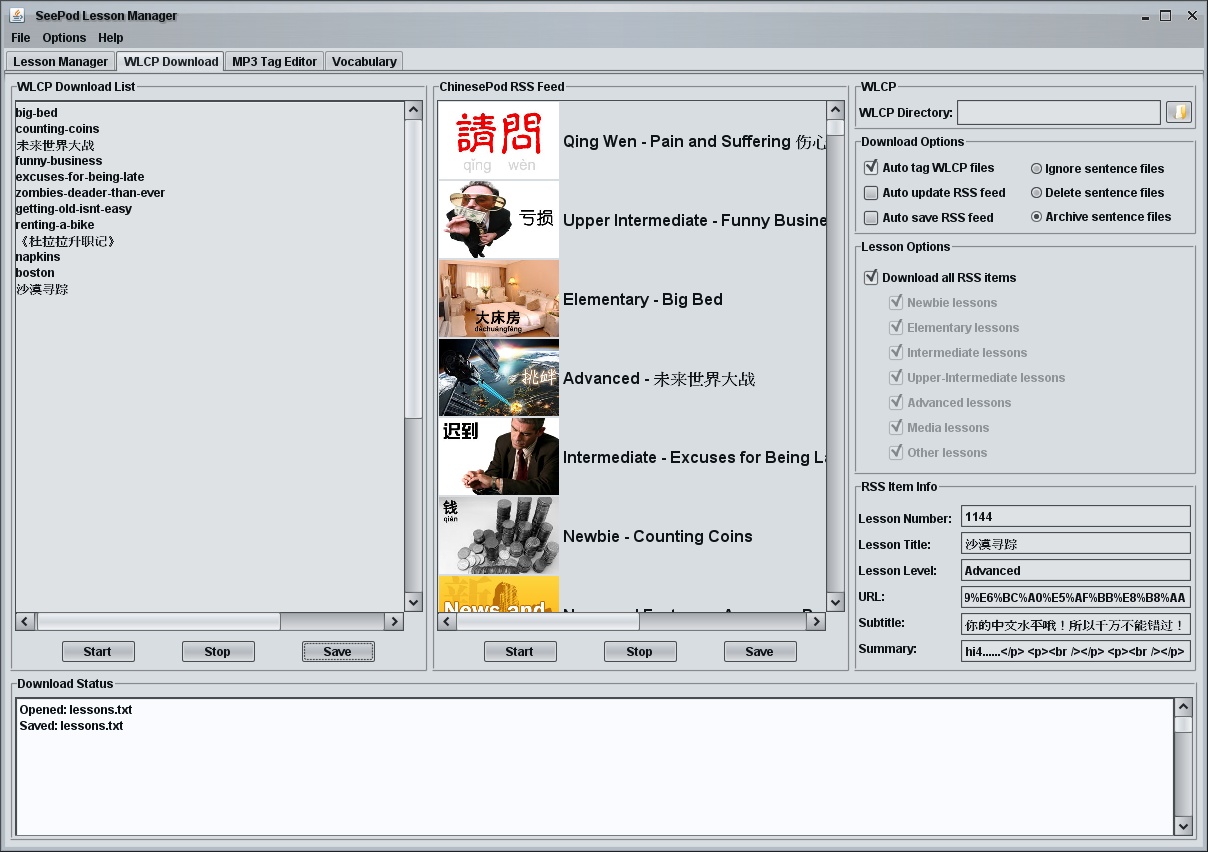 SeePod Lesson Manager
File Options Help
Lesson Manager WLCP Download MP3 Tag Editor Vocabulary
WLCP Download List
big-bed
counting-coins
未来世界大战
funny-business
excuses-for-being-late
zombies-deader-than-ever
getting-old-isnt-easy
renting-a-bike
《杜拉拉升职记》
napkins
boston
沙漠寻踪
Start Stop Save
ChinesePod RSS Feed
請問
qǐng wèn
Qing Wen - Pain and Suffering 伤心
亏损
Upper Intermediate - Funny Busine
大床房
dàchuángfáng
Elementary - Big Bed
挑衅
Advanced - 未来世界大战
迟到
Intermediate - Excuses for Being La
钱
qián
Newbie - Counting Coins
新
News and
Start Stop Save
WLCP
WLCP Directory:
Download Options
Auto tag WLCP files
Ignore sentence files
Auto update RSS feed
Delete sentence files
Auto save RSS feed
Archive sentence files
Lesson Options
Download all RSS items
Newbie lessons
Elementary lessons
Intermediate lessons
Upper-Intermediate lessons
Advanced lessons
Media lessons
Other lessons
RSS Item Info
Lesson Number: 1144
Lesson Title: 沙漠寻踪
Lesson Level: Advanced
URL: 9%E6%BC%A0%E5%AF%BB%E8%B8%AA
Subtitle: 你的中文水平哦！所以千万不能错过！
Summary: hi4......</p> <p><br /></p> <p><br /></p>
Download Status
Opened: lessons.txt
Saved: lessons.txt